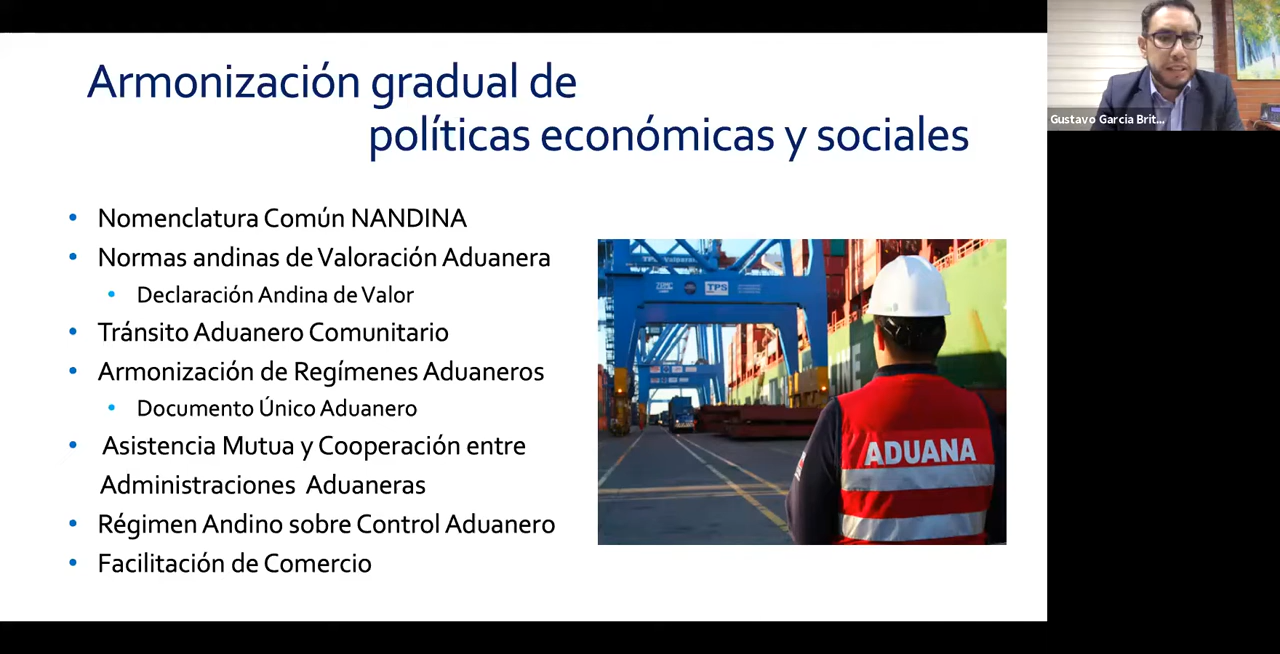 Armonización gradual de
políticas económicas y sociales
• Nomenclatura Común NANDINA
• Normas andinas de Valoración Aduanera
• Declaración Andina de Valor
• Tránsito Aduanero Comunitario
• Armonización de Regímenes Aduaneros
• Documento Único Aduanero
• Asistencia Mutua y Cooperación entre
Administraciones Aduaneras
• Régimen Andino sobre Control Aduanero
• Facilitación de Comercio
TPS
ADUANA
Gustavo Garcia Brit...